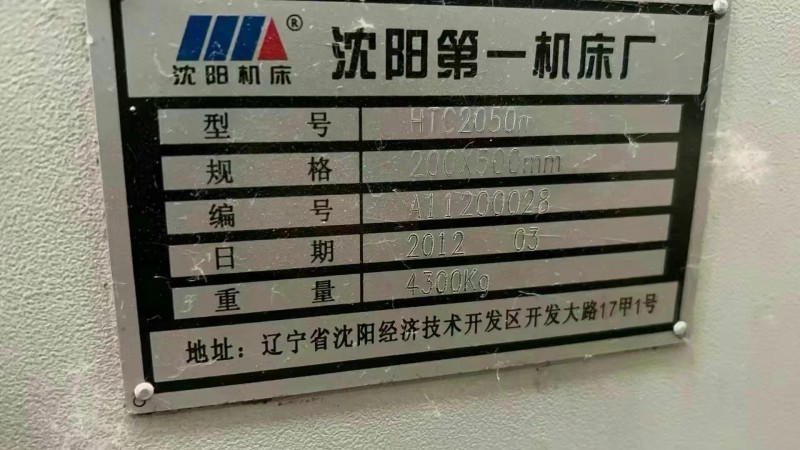 沈阳机床 ®
沈阳第一机床厂
型 号 HTC2050n
规 格 200X500mm
编 号 A11200028
日 期 2012 03
重 量 4300Kg
地址：辽宁省沈阳经济技术开发区开发大路17甲1号